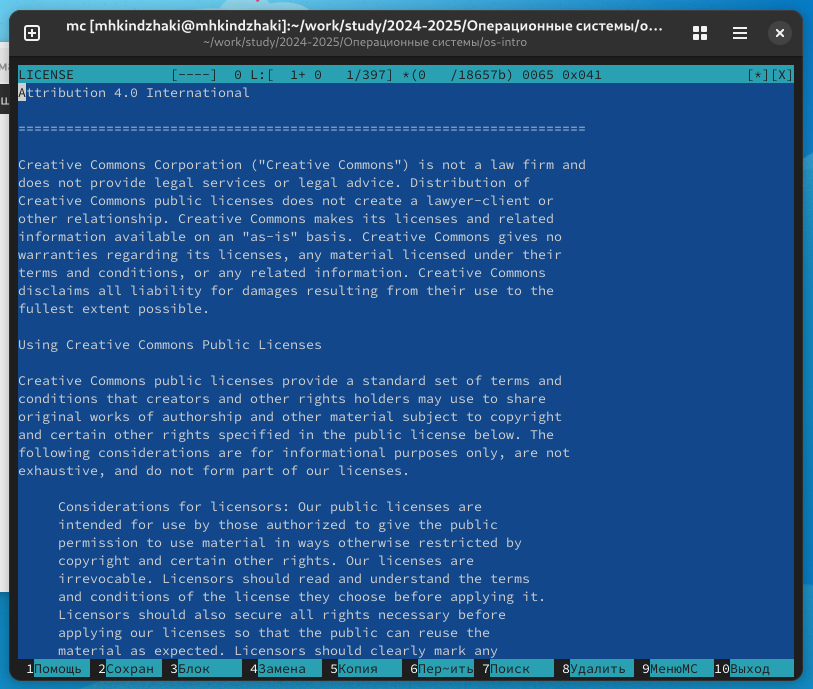 mc [mhkindzhaki@mhkindzhaki]:~/work/study/2024-2025/Операционные системы/о...
~/work/study/2024-2025/Операционные системы/os-intro
LICENSE [----] 0 L:[ 1+ 0 1/397] *(0 /18657b) 0065 0x041 [*][X]
Attribution 4.0 International
=======================================================================
Creative Commons Corporation ("Creative Commons") is not a law firm and
does not provide legal services or legal advice. Distribution of
Creative Commons public licenses does not create a lawyer-client or
other relationship. Creative Commons makes its licenses and related
information available on an "as-is" basis. Creative Commons gives no
warranties regarding its licenses, any material licensed under their
terms and conditions, or any related information. Creative Commons
disclaims all liability for damages resulting from their use to the
fullest extent possible.
Using Creative Commons Public Licenses
Creative Commons public licenses provide a standard set of terms and
conditions that creators and other rights holders may use to share
original works of authorship and other material subject to copyright
and certain other rights specified in the public license below. The
following considerations are for informational purposes only, are not
exhaustive, and do not form part of our licenses.
Considerations for licensors: Our public licenses are
intended for use by those authorized to give the public
permission to use material in ways otherwise restricted by
copyright and certain other rights. Our licenses are
irrevocable. Licensors should read and understand the terms
and conditions of the license they choose before applying it.
Licensors should also secure all rights necessary before
applying our licenses so that the public can reuse the
material as expected. Licensors should clearly mark any
1Помощь 2Сохран 3Блок 4Замена 5Копия 6Пер~ить 7Поиск 8Удалить 9МенюMC 10Выход